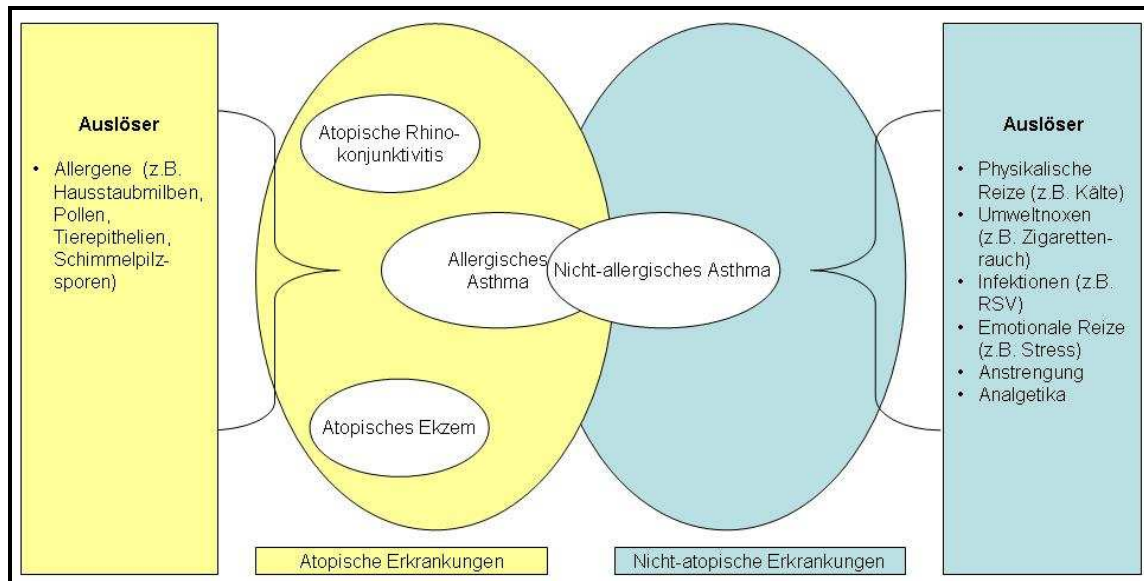 Auslöser
• Allergene (z.B.
Hausstaubmilben,
Pollen,
Tierepithelien,
Schimmelpilz-
sporen)
Atopische Rhino-
konjunktivitis
Allergisches
Asthma
Nicht-allergisches Asthma
Atopisches Ekzem
Atopische Erkrankungen
Nicht-atopische Erkrankungen
Auslöser
• Physikalische
Reize (z.B. Kälte)
• Umweltnoxen
(z.B. Zigaretten-
rauch)
• Infektionen (z.B.
RSV)
• Emotionale Reize
(z.B. Stress)
• Anstrengung
• Analgetika